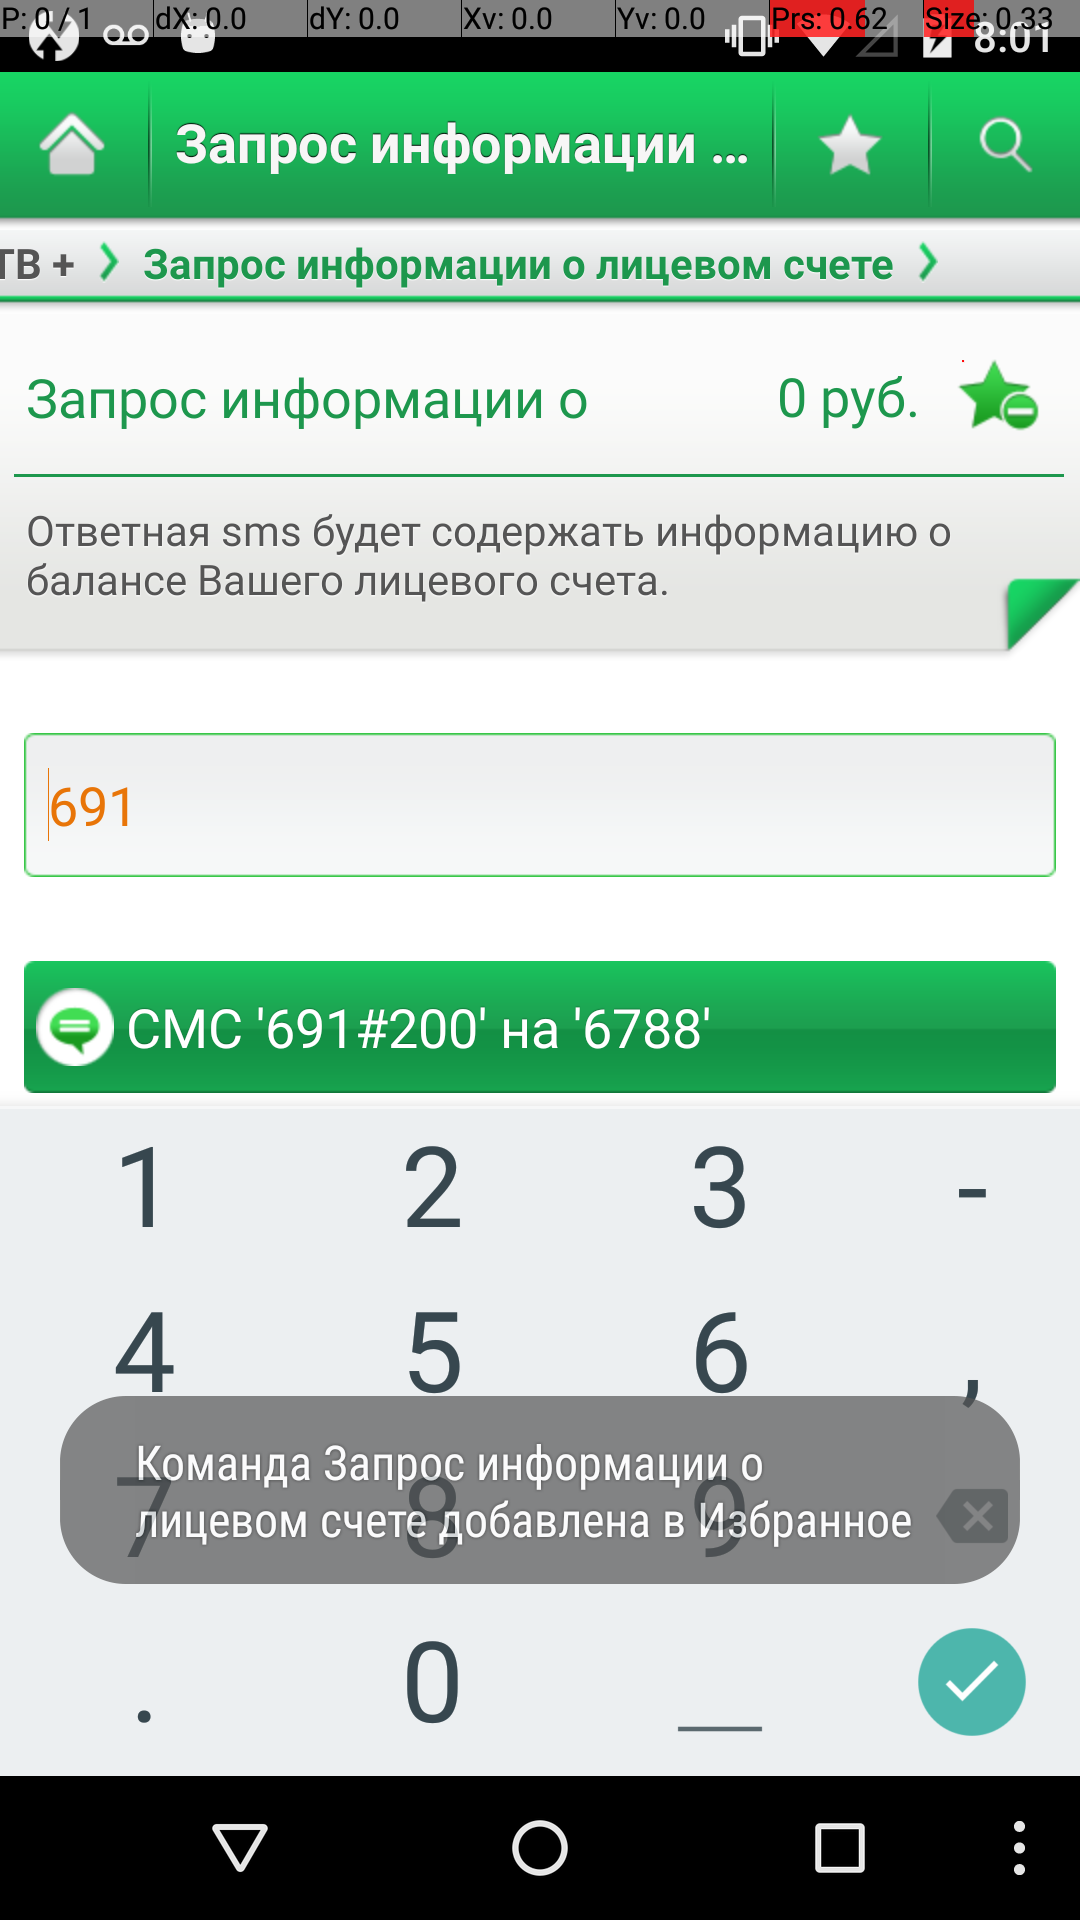 P: 0 / 1 dX: 0.0 dY: 0.0 Xv: 0.0 Yv: 0.0 Prs: 0.62 Size: 0.33
8:01
Запрос информации ...
ТВ + Запрос информации о лицевом счете
Запрос информации о 0 руб.
Ответная sms будет содержать информацию о
балансе Вашего лицевого счета.
691
СМС '691#200' на '6788'
1 2 3 -
4 5 6 ,
Команда Запрос информации о
7 8 9
лицевом счете добавлена в Избранное
. 0 _